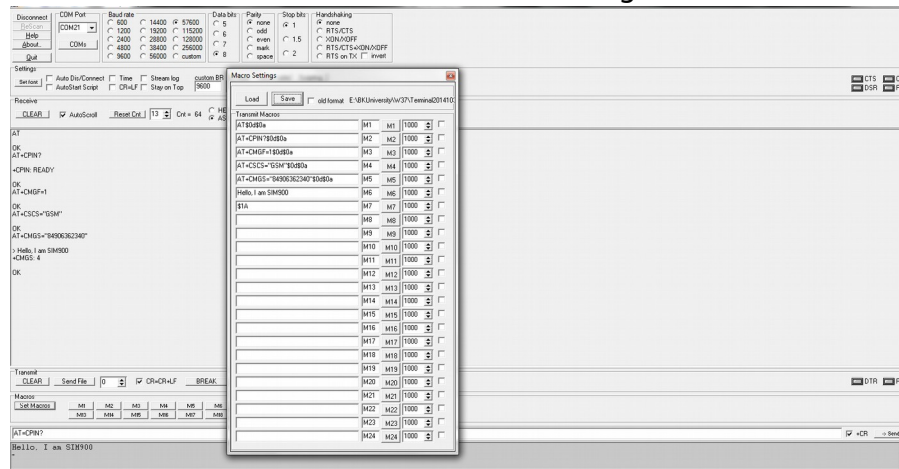 Disconnect
ReScan
Help
About..
Quit
COM Port
COM21
COMs
Baud rate
600 14400 57600
1200 19200 115200
2400 28800 128000
4800 38400 256000
9600 56000 custom
Data bits
5
6
7
8
Parity
none
odd
even
mark
space
Stop bits
1
1.5
2
Handshaking
none
RTS/CTS
XON/XOFF
RTS/CTS+XON/XOFF
RTS on TX invert
Settings
Set font
Auto Dis/Connect Time Stream log custom BR
AutoStart Script CR=LF Stay on Top 9600
CTS
DSR
Receive
CLEAR AutoScroll Reset Cnt 13 Cnt = 64 HE
AS
AT
OK
AT+CPIN?
+CPIN: READY
OK
AT+CMGF=1
OK
AT+CSCS="GSM"
OK
AT+CMGS="84906362340"
> Hello, I am SIM900
+CMGS: 4
OK
Macro Settings
Load Save old format E:\BKUniversity\W37\Terminal201410
Transmit Macros
AT$0d$0a M1 M1 1000
AT+CPIN?$0d$0a M2 M2 1000
AT+CMGF=1$0d$0a M3 M3 1000
AT+CSCS="GSM"$0d$0a M4 M4 1000
AT+CMGS="84906362340"$0d$0a M5 M5 1000
Hello, I am SIM900 M6 M6 1000
$1A M7 M7 1000
M8 M8 1000
M9 M9 1000
M10 M10 1000
M11 M11 1000
M12 M12 1000
M13 M13 1000
M14 M14 1000
M15 M15 1000
M16 M16 1000
M17 M17 1000
M18 M18 1000
M19 M19 1000
M20 M20 1000
M21 M21 1000
M22 M22 1000
M23 M23 1000
M24 M24 1000
Transmit
CLEAR Send File 0 CR=CR+LF BREAK
DTR
Macros
Set Macros M1 M2 M3 M4 M5 M6
M13 M14 M15 M16 M17 M18
AT+CPIN?
+CR -> Send
Hello, I am SIM900